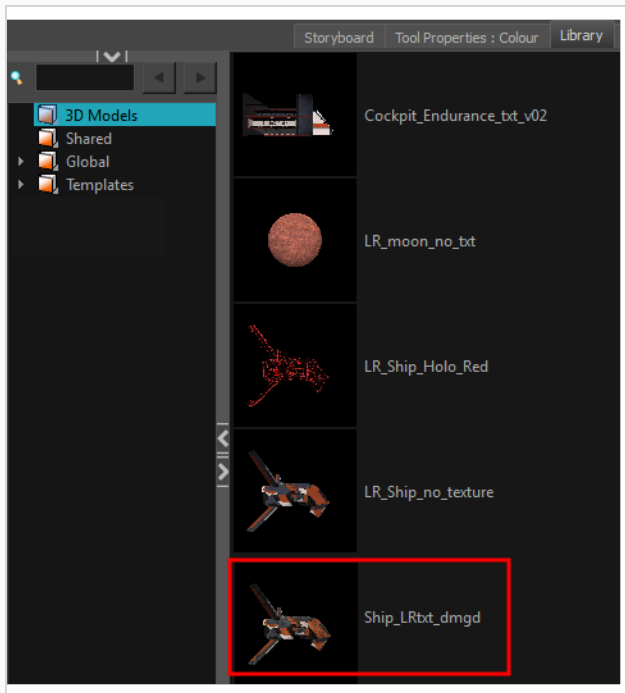 Storyboard
Tool Properties : Colour
Library
3D Models
Shared
Global
Templates
Cockpit_Endurance_txt_v02
LR_moon_no_txt
LR_Ship_Holo_Red
LR_Ship_no_texture
Ship_LRtxt_dmgd